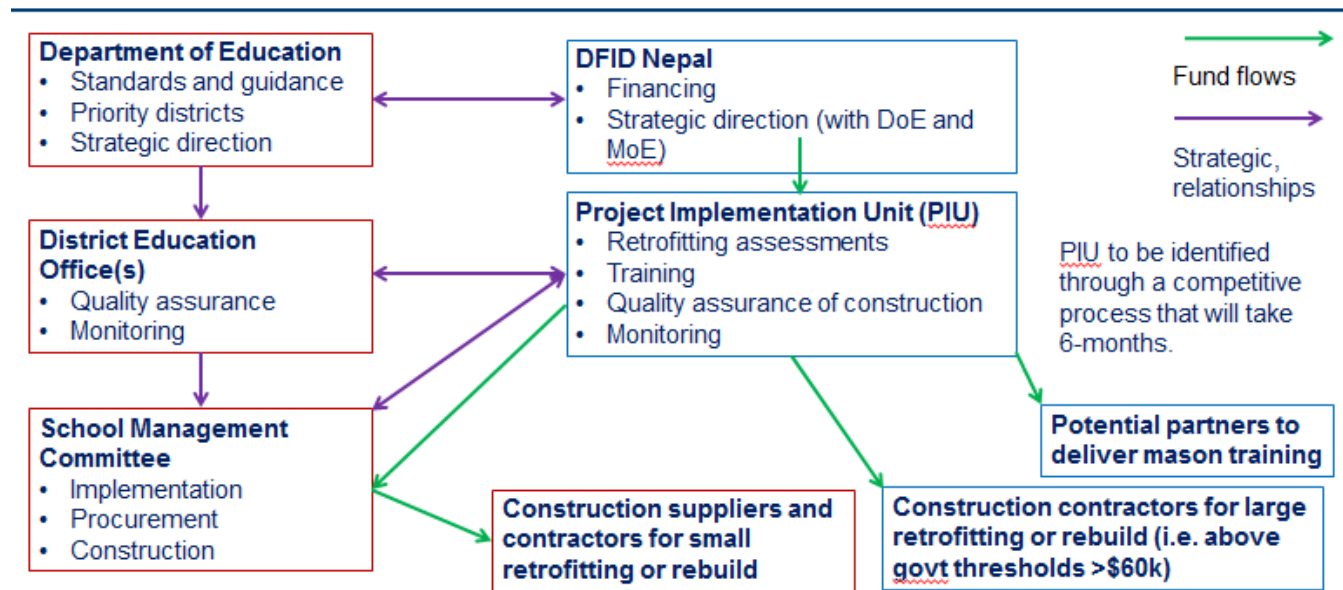 Department of Education
• Standards and guidance
• Priority districts
• Strategic direction
DFID Nepal
• Financing
• Strategic direction (with DoE and
MoE)
Fund flows
Strategic,
relationships
District Education
Office(s)
• Quality assurance
• Monitoring
Project Implementation Unit (PIU)
• Retrofitting assessments
• Training
• Quality assurance of construction
• Monitoring
PIU to be identified
through a competitive
process that will take
6-months.
School Management
Committee
• Implementation
• Procurement
• Construction
Construction suppliers and
contractors for small
retrofitting or rebuild
Construction contractors for large
retrofitting or rebuild (i.e. above
govt thresholds >$60k)
Potential partners to
deliver mason training